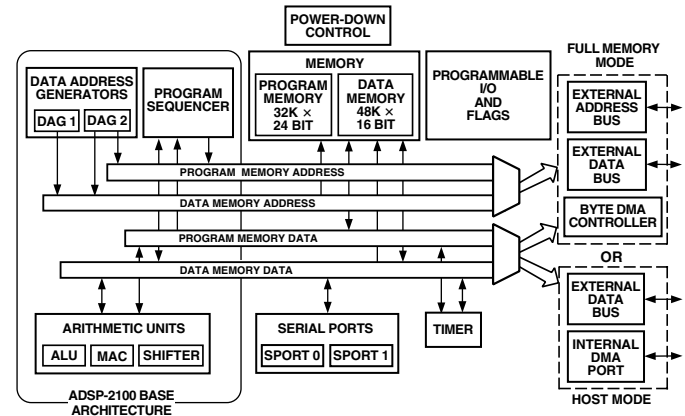 POWER-DOWN
CONTROL
FULL MEMORY
MODE
DATA ADDRESS
GENERATORS
DAG 1
DAG 2
PROGRAM
SEQUENCER
MEMORY
PROGRAM
MEMORY
32K ×
24 BIT
DATA
MEMORY
48K ×
16 BIT
PROGRAMMABLE
I/O
AND
FLAGS
EXTERNAL
ADDRESS
BUS
EXTERNAL
DATA
BUS
BYTE DMA
CONTROLLER
PROGRAM MEMORY ADDRESS
DATA MEMORY ADDRESS
PROGRAM MEMORY DATA
DATA MEMORY DATA
OR
EXTERNAL
DATA
BUS
INTERNAL
DMA
PORT
HOST MODE
ARITHMETIC UNITS
ALU
MAC
SHIFTER
SERIAL PORTS
SPORT 0
SPORT 1
TIMER
ADSP-2100 BASE
ARCHITECTURE